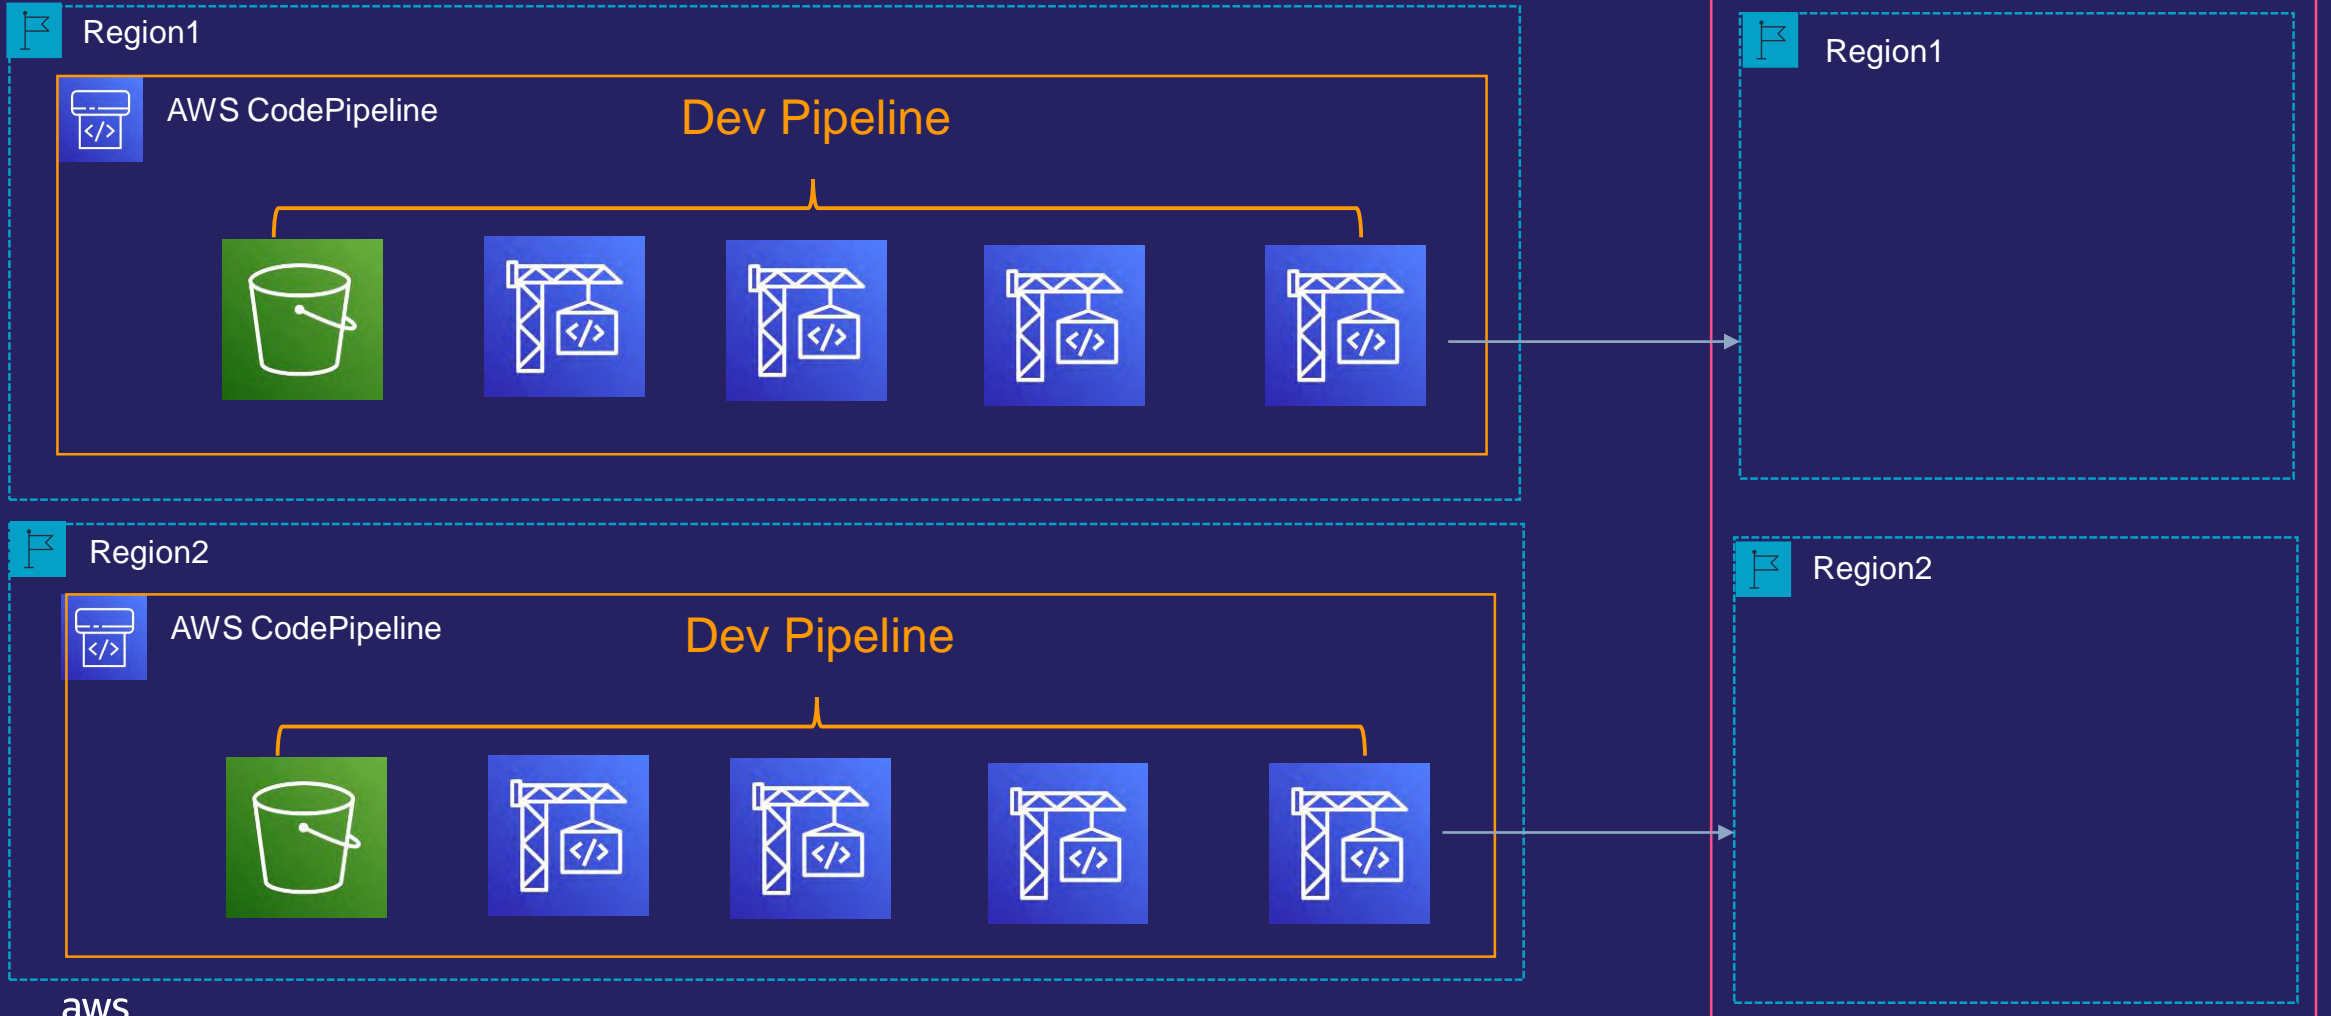 Region1
AWS CodePipeline
Dev Pipeline
</>
</>
</>
</>
</>
Region1
Region2
AWS CodePipeline
Dev Pipeline
</>
</>
</>
</>
</>
Region2
aws